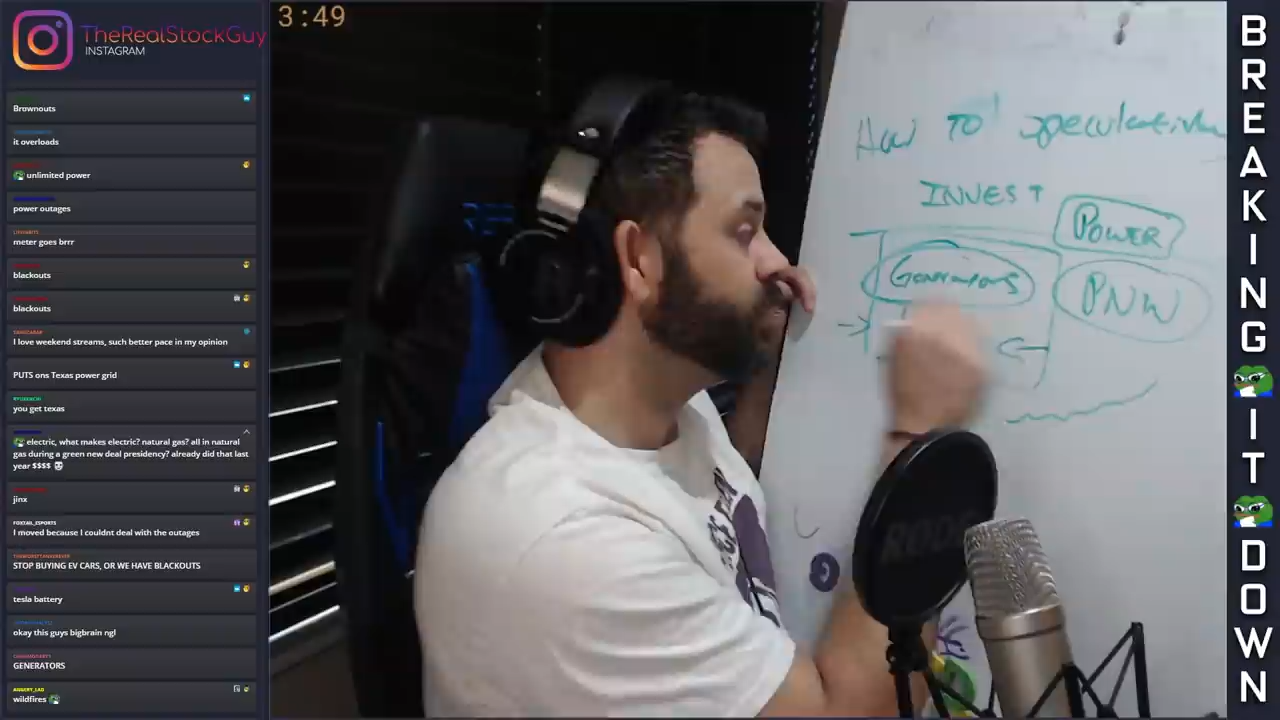 TheRealStockGuy
INSTAGRAM
3:49
Brownouts
it overloads
unlimited power
power outages
meter goes brrr
blackouts
blackouts
I love weekend streams, such better pace in my opinion
PUTS ons Texas power grid
you get texas
electric, what makes electric? natural gas? all in natural
gas during a green new deal presidency? already did that last
year $$$$
jinx
FOXTAIL_ESPORTS
I moved because I couldnt deal with the outages
STOP BUYING EV CARS, OR WE HAVE BLACKOUTS
tesla battery
okay this guys bigbrain ngl
GENERATORS
ANGERY_LAD
wildfires
How TO speculative
INVEST
POWER
Generators
PNW
RODE
BREAKING IT DOWN